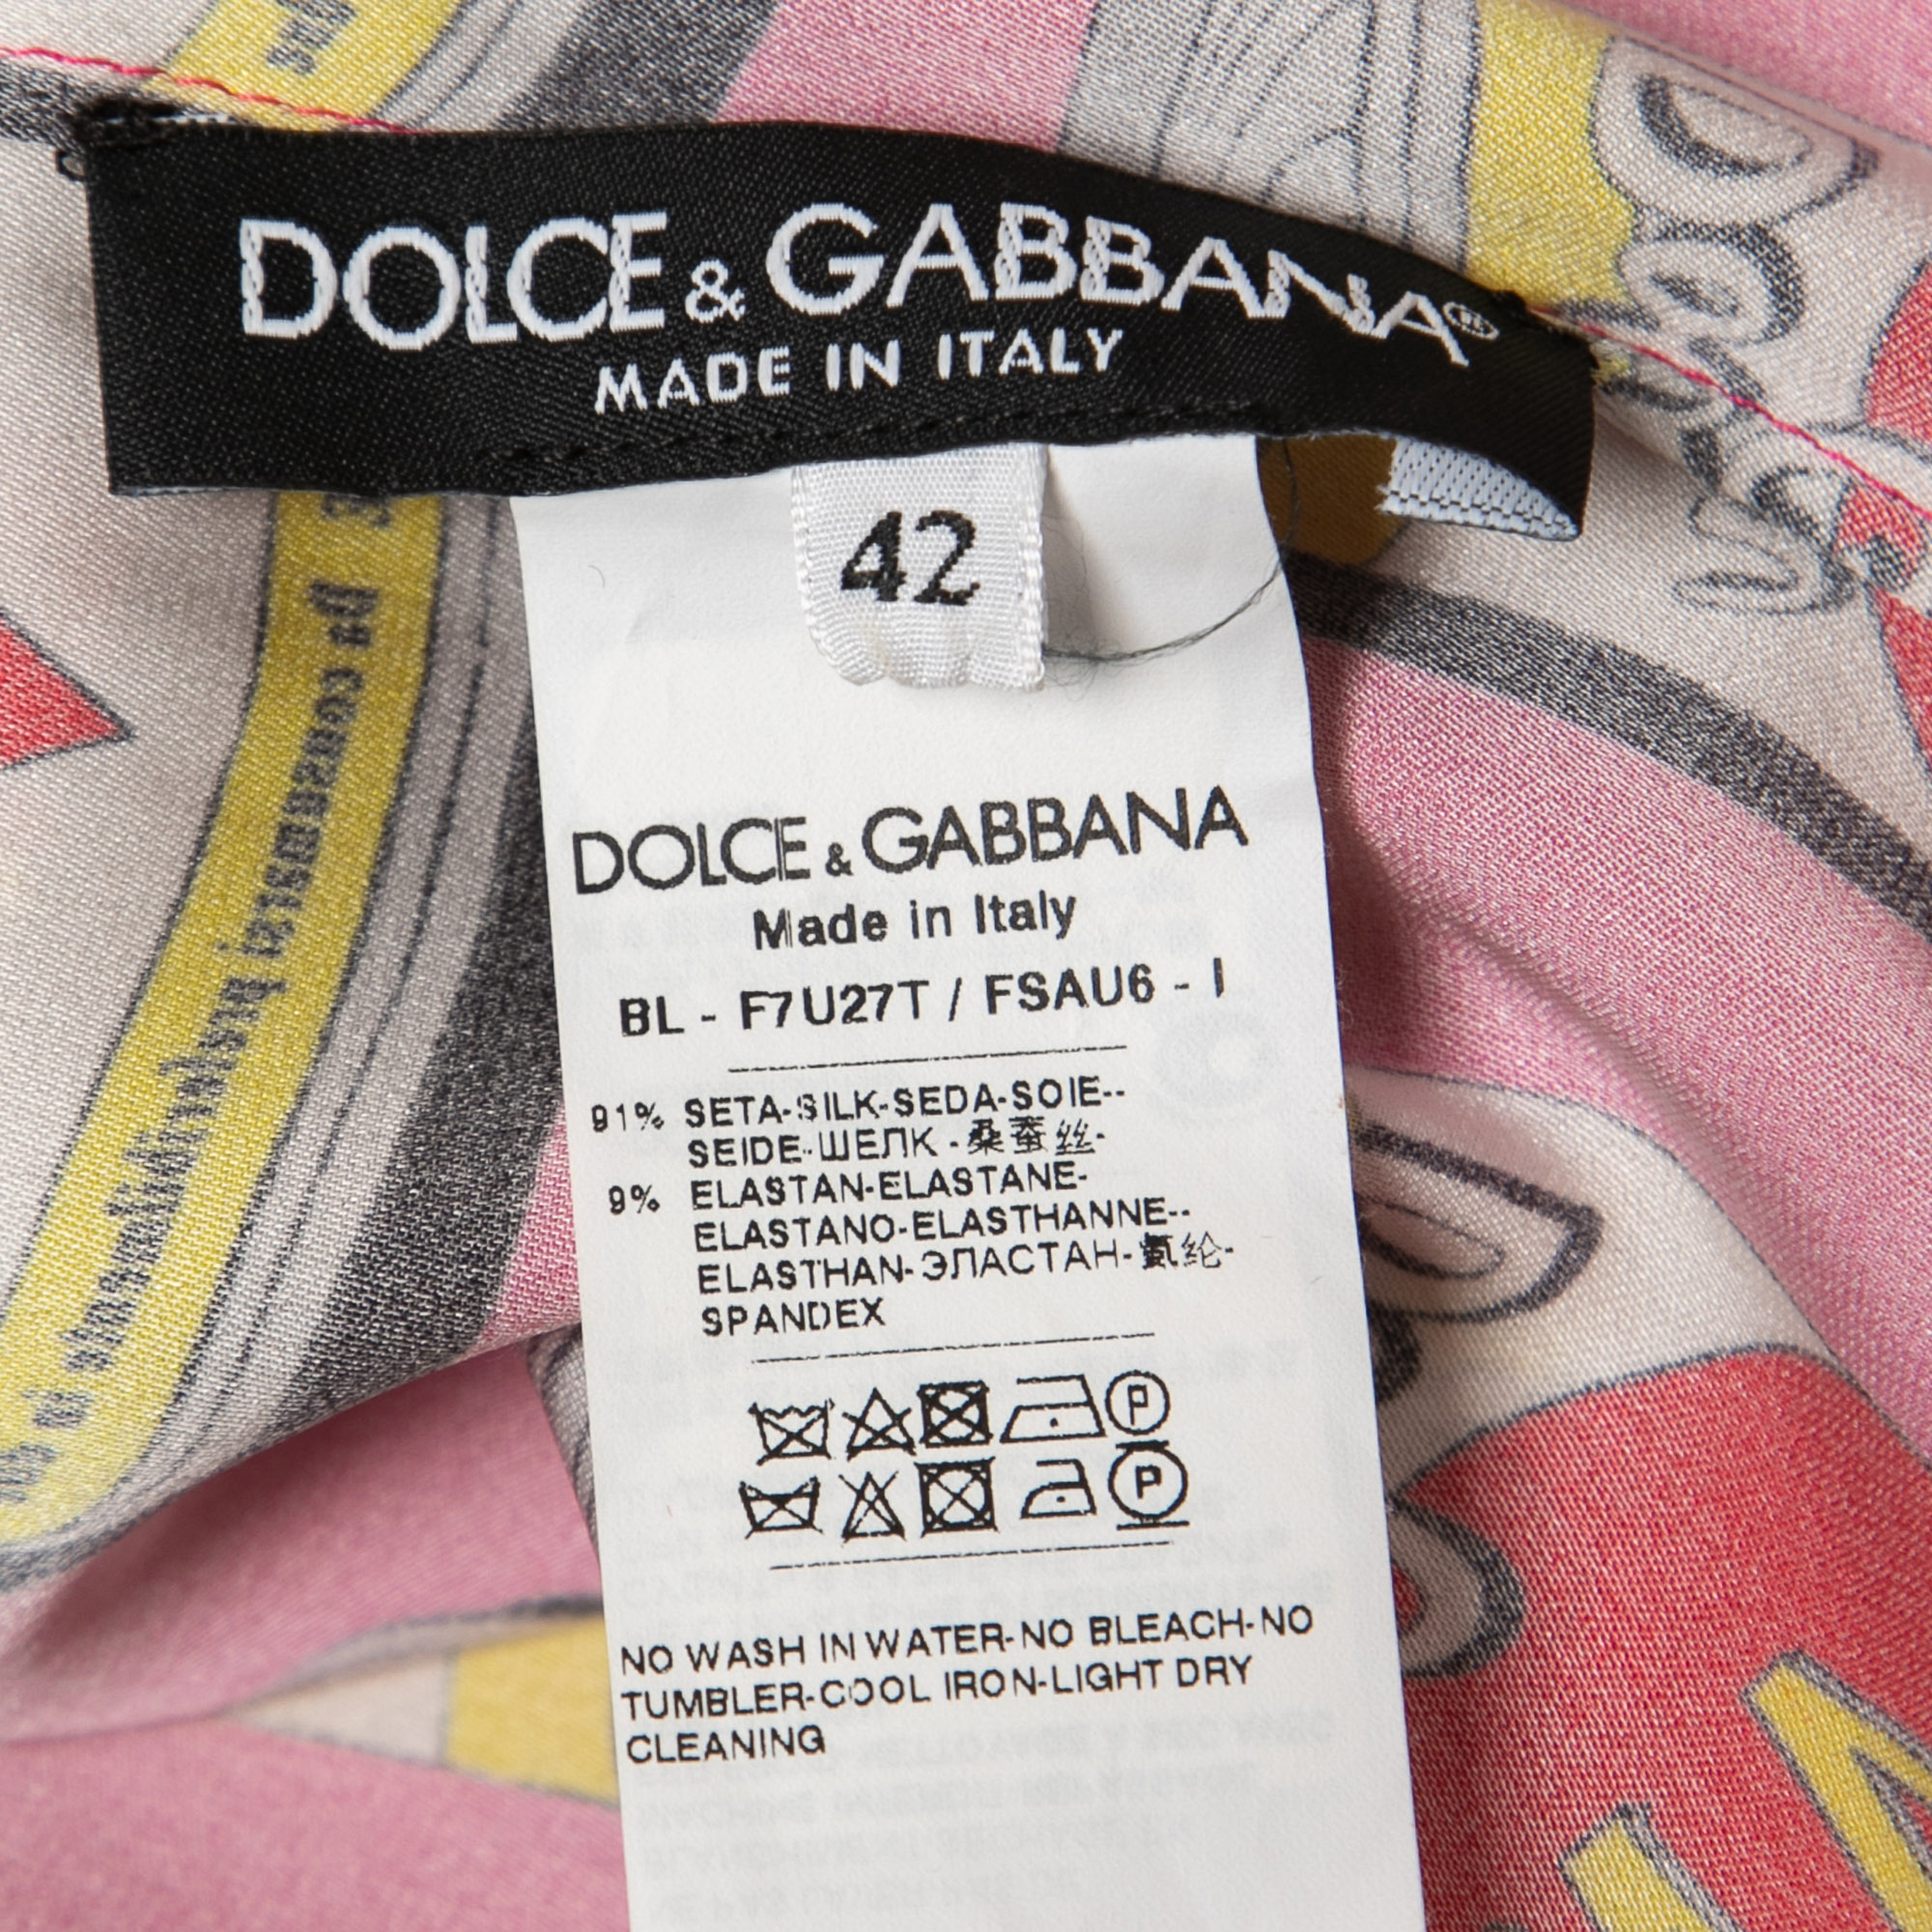 DOLCE & GABBANA®
MADE IN ITALY
42
DOLCE & GABBANA
Made in Italy
BL - F7U27T / FSAU6 - I
91% SETA-SILK-SEDA-SOIE--
SEIDE-ШЕЛК-桑蚕丝-
9% ELASTAN-ELASTANE-
ELASTANO-ELASTHANNE--
ELASTHAN-ЭЛАСТАН-氨纶-
SPANDEX
P
P
NO WASH IN WATER-NO BLEACH-NO
TUMBLER-COOL IRON-LIGHT DRY
CLEANING